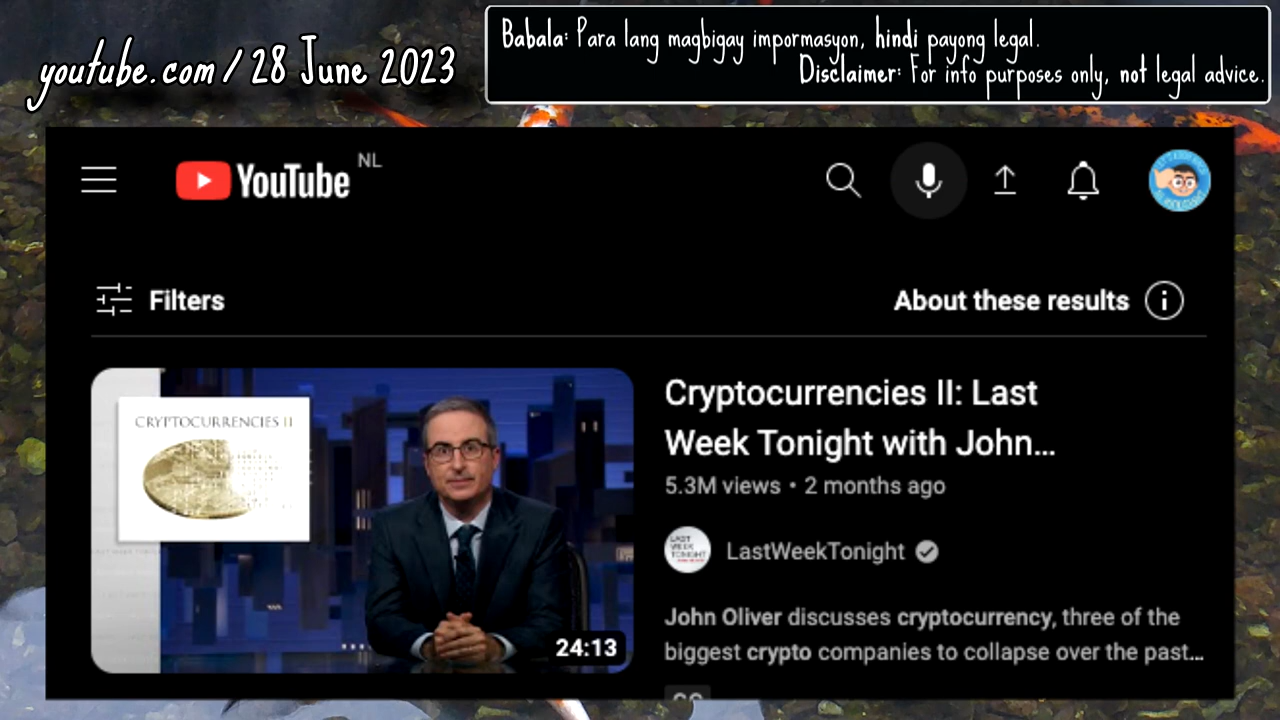 youtube.com / 28 June 2023
Babala: Para lang magbigay impormasyon, hindi payong legal.
Disclaimer: For info purposes only, not legal advice.
YouTube NL
Filters
About these results
CRYPTOCURRENCIES II
24:13
Cryptocurrencies II: Last
Week Tonight with John...
5.3M views • 2 months ago
LAST
WEEK
TONIGHT
LastWeekTonight
John Oliver discusses cryptocurrency, three of the
biggest crypto companies to collapse over the past...